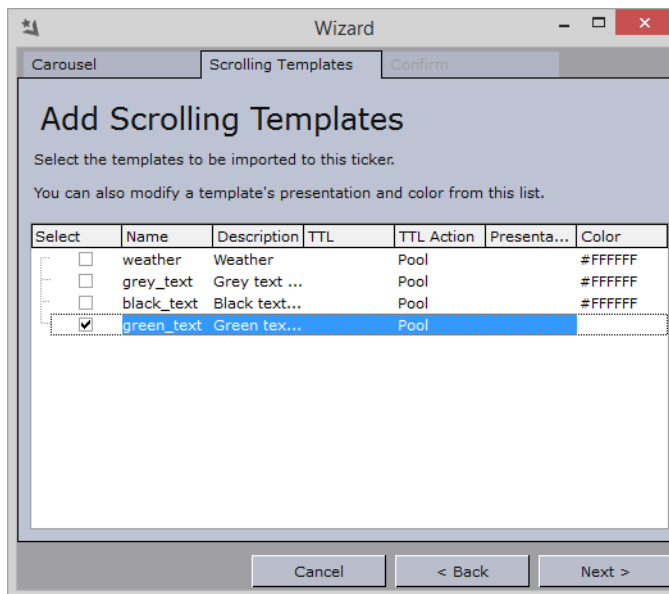 Wizard
Carousel Scrolling Templates Confirm
Add Scrolling Templates
Select the templates to be imported to this ticker.
You can also modify a template's presentation and color from this list.
Select Name Description TTL TTL Action Presenta... Color
weather Weather Pool #FFFFFF
grey_text Grey text ... Pool #FFFFFF
black_text Black text... Pool #FFFFFF
green_text Green tex... Pool
Cancel < Back Next >